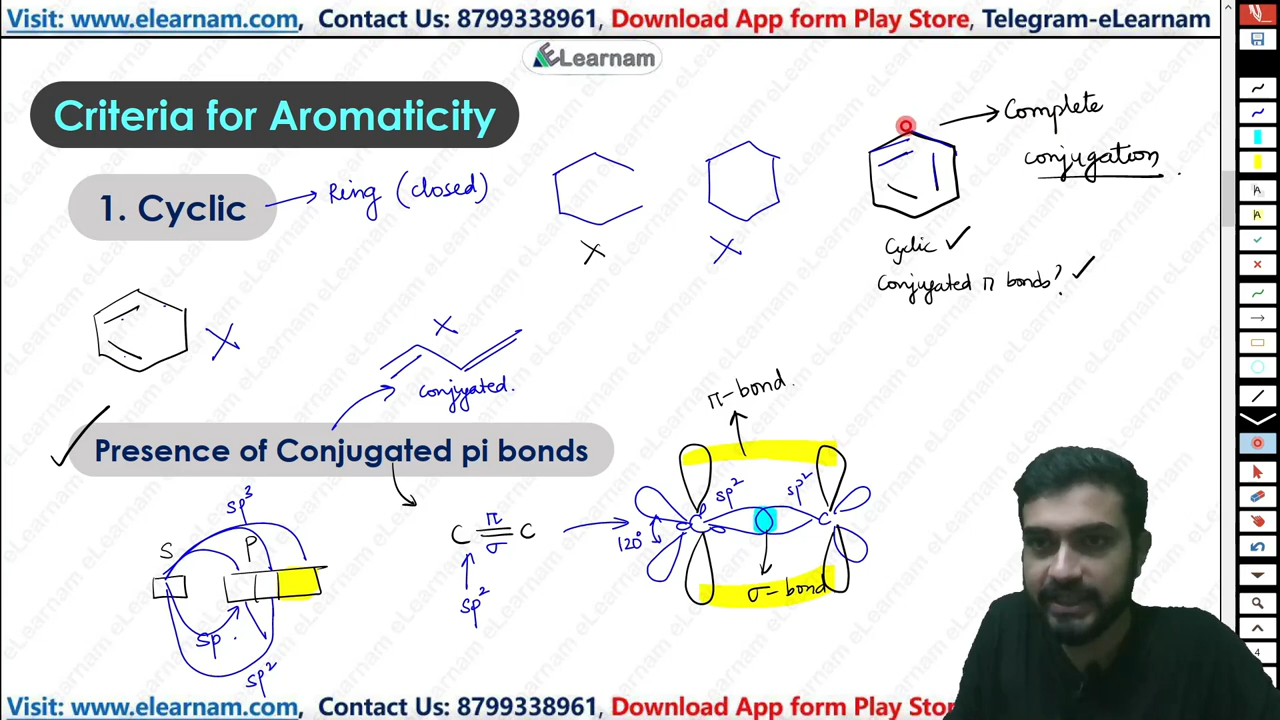 Visit: www.elearnam.com, Contact Us: 8799338961, Download App form Play Store, Telegram-eLearnam
ELearnam
Criteria for Aromaticity
Complete
conjugation.
1. Cyclic
Ring (closed)
X
X
Cyclic ✓
Conjugated π bonds? ✓
X
X
conjugated.
π-bond.
Presence of Conjugated pi bonds
sp³
S
P
sp
sp²
π
C
C
σ
sp²
sp²
sp²
C
C
120°
σ-bond
Visit: www.elearnam.com, Contact Us: 8799338961, Download App form Play Stor
4